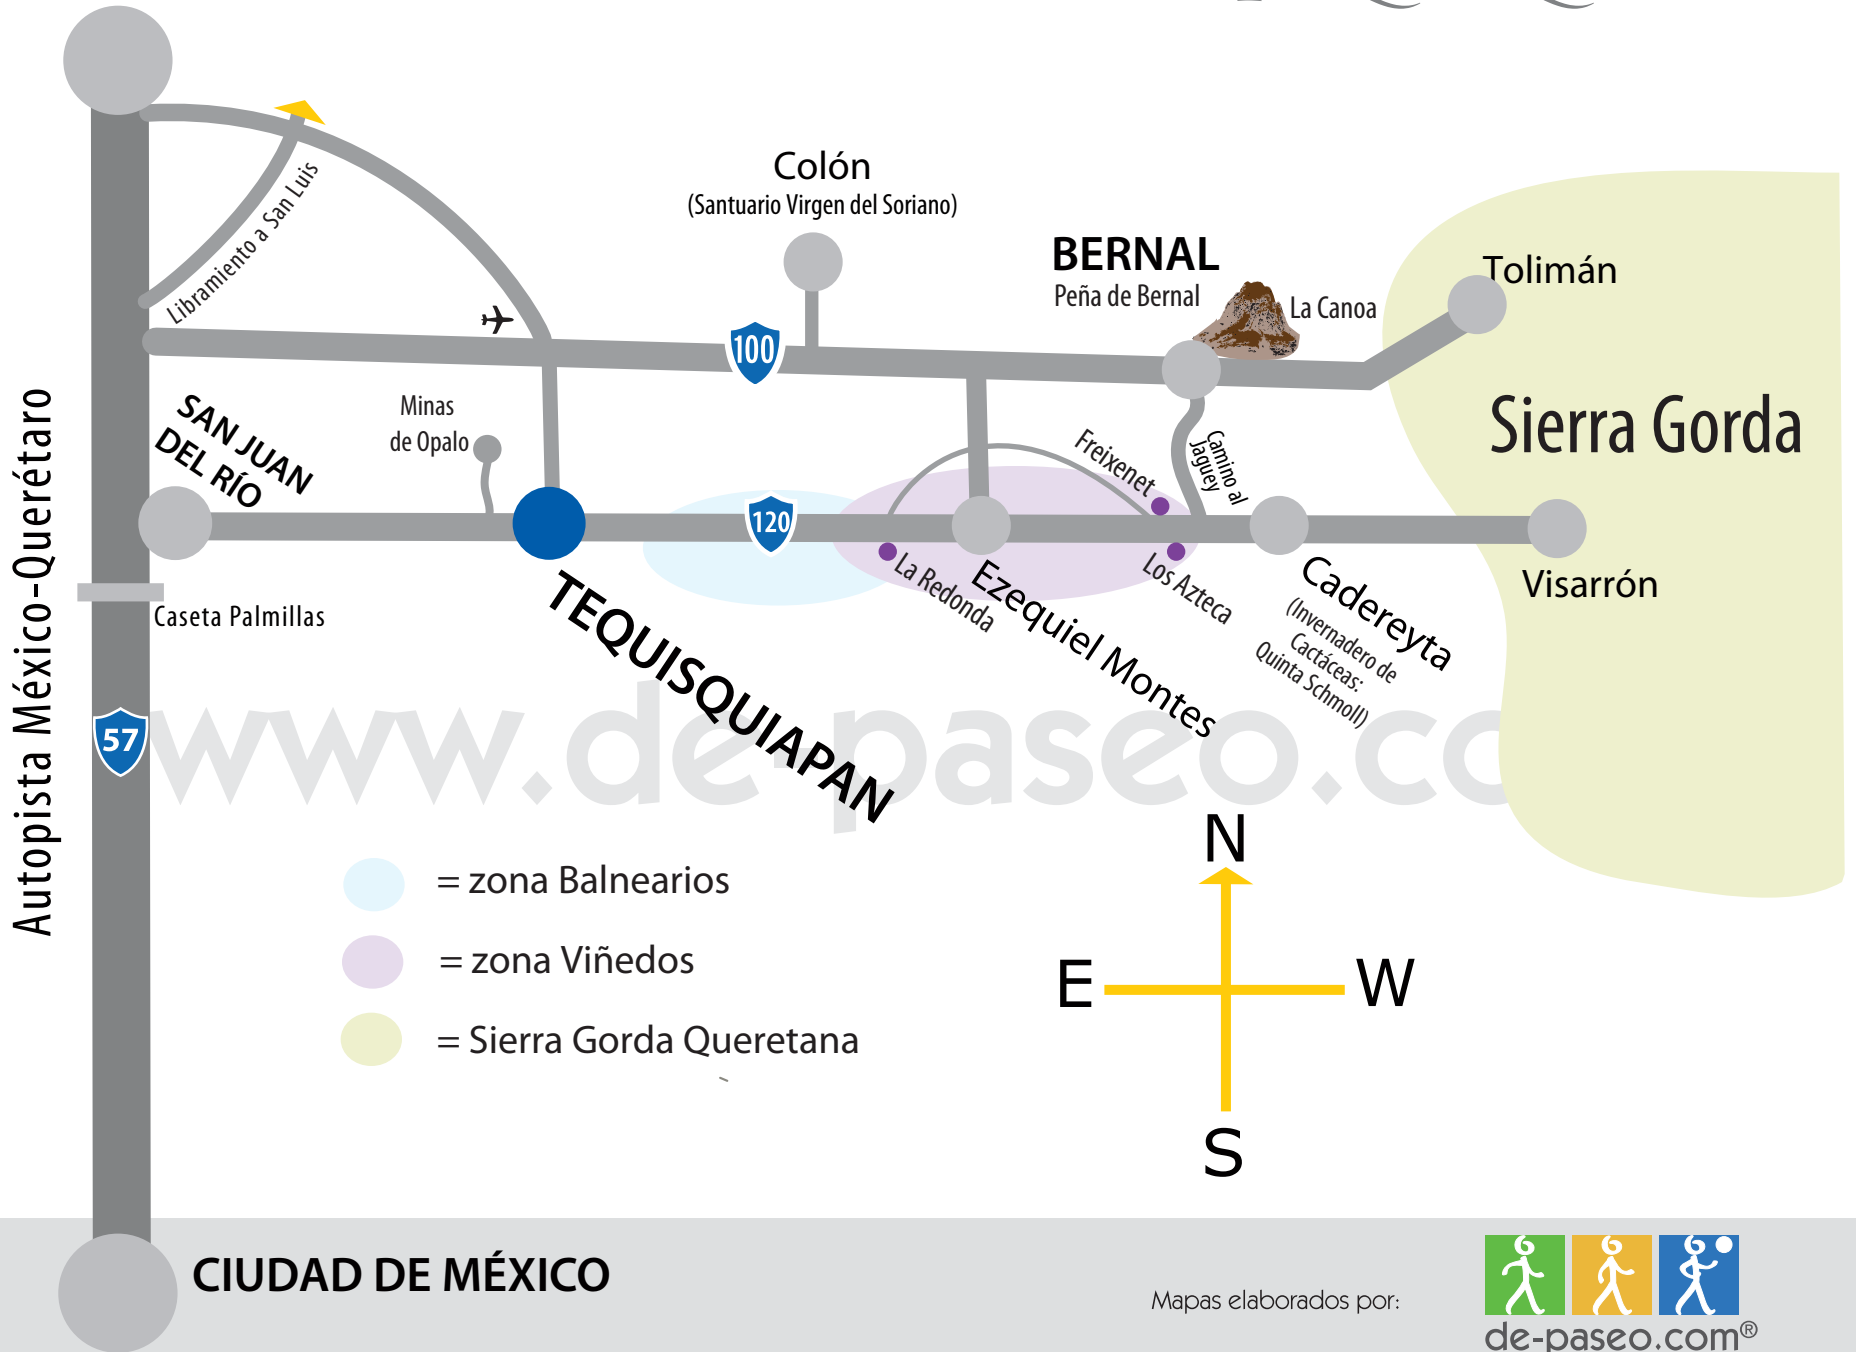 Colón
(Santuario Virgen del Soriano)
BERNAL
Peña de Bernal
La Canoa
Tolimán
Libramiento a San Luis
100
Autopista México-Querétaro
SAN JUAN
DEL RÍO
Minas
de Opalo
Freixenet
Camino al
Jaguey
Sierra Gorda
120
Caseta Palmillas
TEQUISQUIAPAN
La Redonda
Ezequiel Montes
Los Azteca
Cadereyta
(Invernadero de
Cactáceas:
Quinta Schmoll)
Visarrón
57
www.de-paseo.co
= zona Balnearios
= zona Viñedos
= Sierra Gorda Queretana
N
E
W
S
CIUDAD DE MÉXICO
Mapas elaborados por:
de-paseo.com®